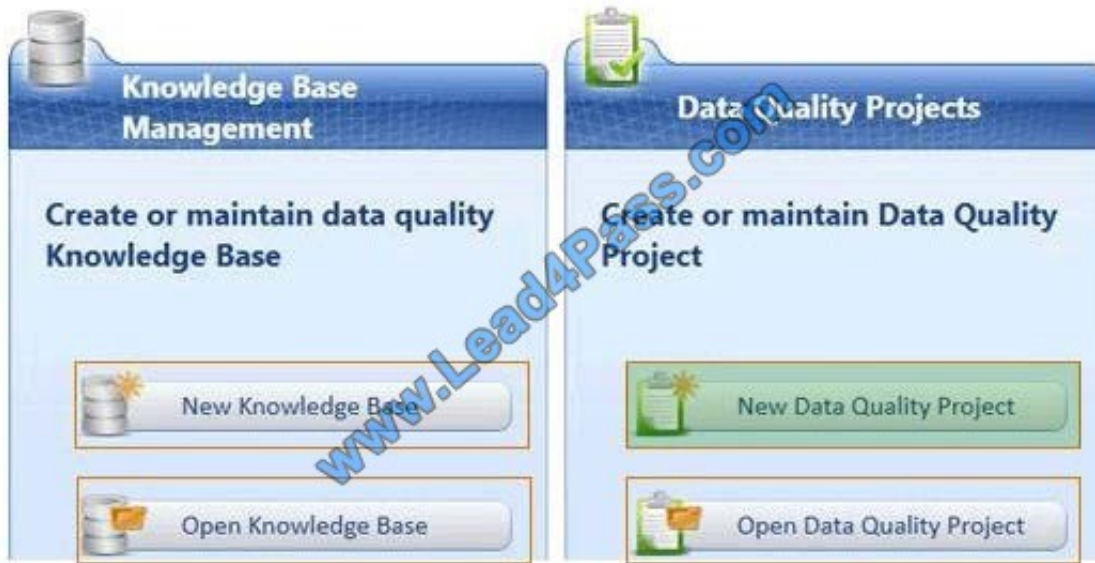 Knowledge Base
Management
Create or maintain data quality
Knowledge Base
New Knowledge Base
Open Knowledge Base
Data Quality Projects
Create or maintain Data Quality
Project
New Data Quality Project
Open Data Quality Project
www.Lead4Pass.com